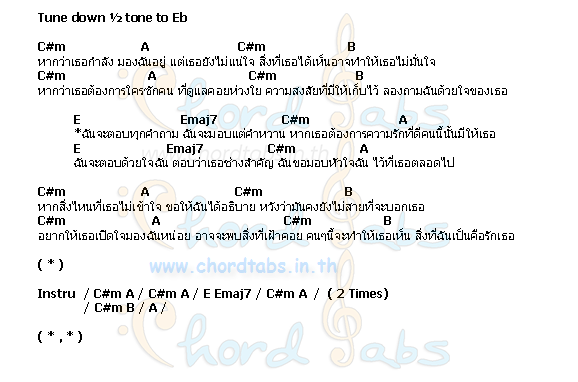 Tune down ½ tone to Eb
C#m A C#m B
หากว่าเธอกำลัง มองฉันอยู่ แต่เธอยังไม่แน่ใจ สิ่งที่เธอได้เห็นอาจทำให้เธอไม่มั่นใจ
C#m A C#m B
หากว่าเธอต้องการใครซักคน ที่ดูแลคอยห่วงใย ความสงสัยที่มีให้เก็บไว้ ลองถามฉันด้วยใจของเธอ
E Emaj7 C#m A
*ฉันจะตอบทุกคำถาม ฉันจะมอบแต่คำหวาน หากเธอต้องการความรักที่ดีคนนี้นั้นมีให้เธอ
E Emaj7 C#m A
ฉันจะตอบด้วยใจฉัน ตอบว่าเธอช่างสำคัญ ฉันขอมอบหัวใจฉัน ไว้ที่เธอตลอดไป
C#m A C#m B
หากสิ่งไหนที่เธอไม่เข้าใจ ขอให้ฉันได้อธิบาย หวังว่ามันคงยังไม่สายที่จะบอกเธอ
C#m A C#m B
อยากให้เธอเปิดใจมองฉันหน่อย อาจจะพบสิ่งที่เฝ้าคอย คนๆนี้จะทำให้เธอเห็น สิ่งที่ฉันเป็นคือรักเธอ
( * )
www.chordtabs.in.th
Instru / C#m A / C#m A / E Emaj7 / C#m A / ( 2 Times)
/ C#m B / A /
( * , * )
Chord Tabs